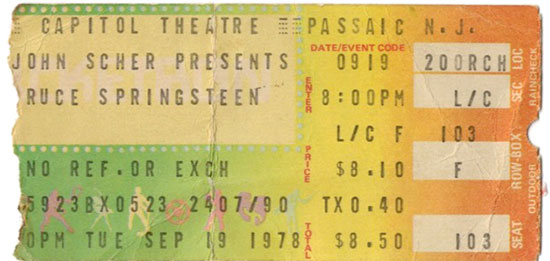 CAPITOL THEATRE PASSAIC N.J.
DATE/EVENT CODE
JOHN SCHER PRESENTS 0919 200RCH
RUCE SPRINGSTEEN 8:00PM L/C
L/C F 103
NO REF. OR EXCH $8.10 F
5923BX0523 2407/90 TX0.40
0PM TUE SEP 19 1978 $8.50 103
ENTER
PRICE
TOTAL
SEAT ROW-BOX SEC LOC
OUTDOOR RAINCHECK